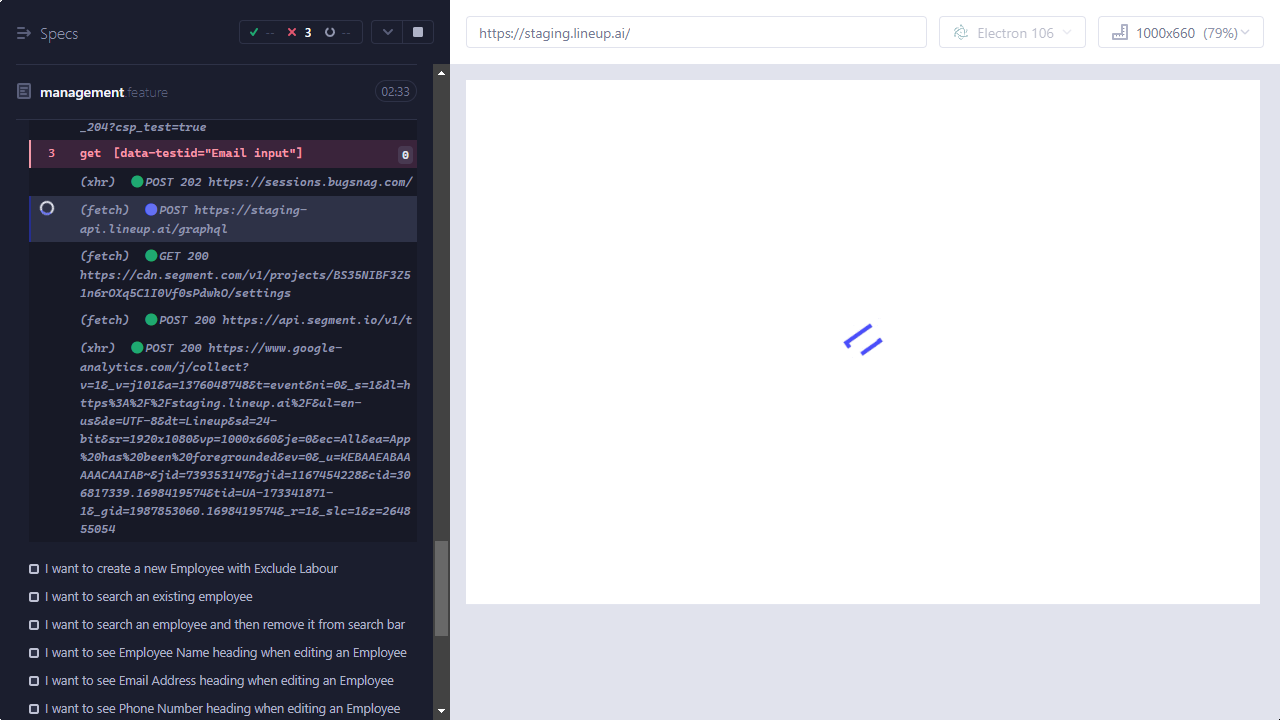 Specs
-- 3 --
https://staging.lineup.ai/
Electron 106
1000x660 (79%)
management.feature
02:33
_204?csp_test=true
3 get [data-testid="Email input"] 0
(xhr) POST 202 https://sessions.bugsnag.com/
(fetch) POST https://staging-
api.lineup.ai/graphql
(fetch) GET 200
https://cdn.segment.com/v1/projects/BS35NIBF3Z5
1n6rOXq5C1I0Vf0sPdwkO/settings
(fetch) POST 200 https://api.segment.io/v1/t
(xhr) POST 200 https://www.google-
analytics.com/j/collect?
v=1&_v=j101&a=1376048748&t=event&ni=0&_s=1&dl=h
ttps%3A%2F%2Fstaging.lineup.ai%2F&ul=en-
us&de=UTF-8&dt=Lineup&sd=24-
bit&sr=1920x1080&vp=1000x660&je=0&ec=All&ea=App
%20has%20been%20foregrounded&ev=0&_u=KEBAAEABAA
AAACAAIAB~&jid=739353147&gjid=1167454228&cid=30
6817339.1698419574&tid=UA-173341871-
1&_gid=1987853060.1698419574&_r=1&_slc=1&z=264
855054
I want to create a new Employee with Exclude Labour
I want to search an existing employee
I want to search an employee and then remove it from search bar
I want to see Employee Name heading when editing an Employee
I want to see Email Address heading when editing an Employee
I want to see Phone Number heading when editing an Employee